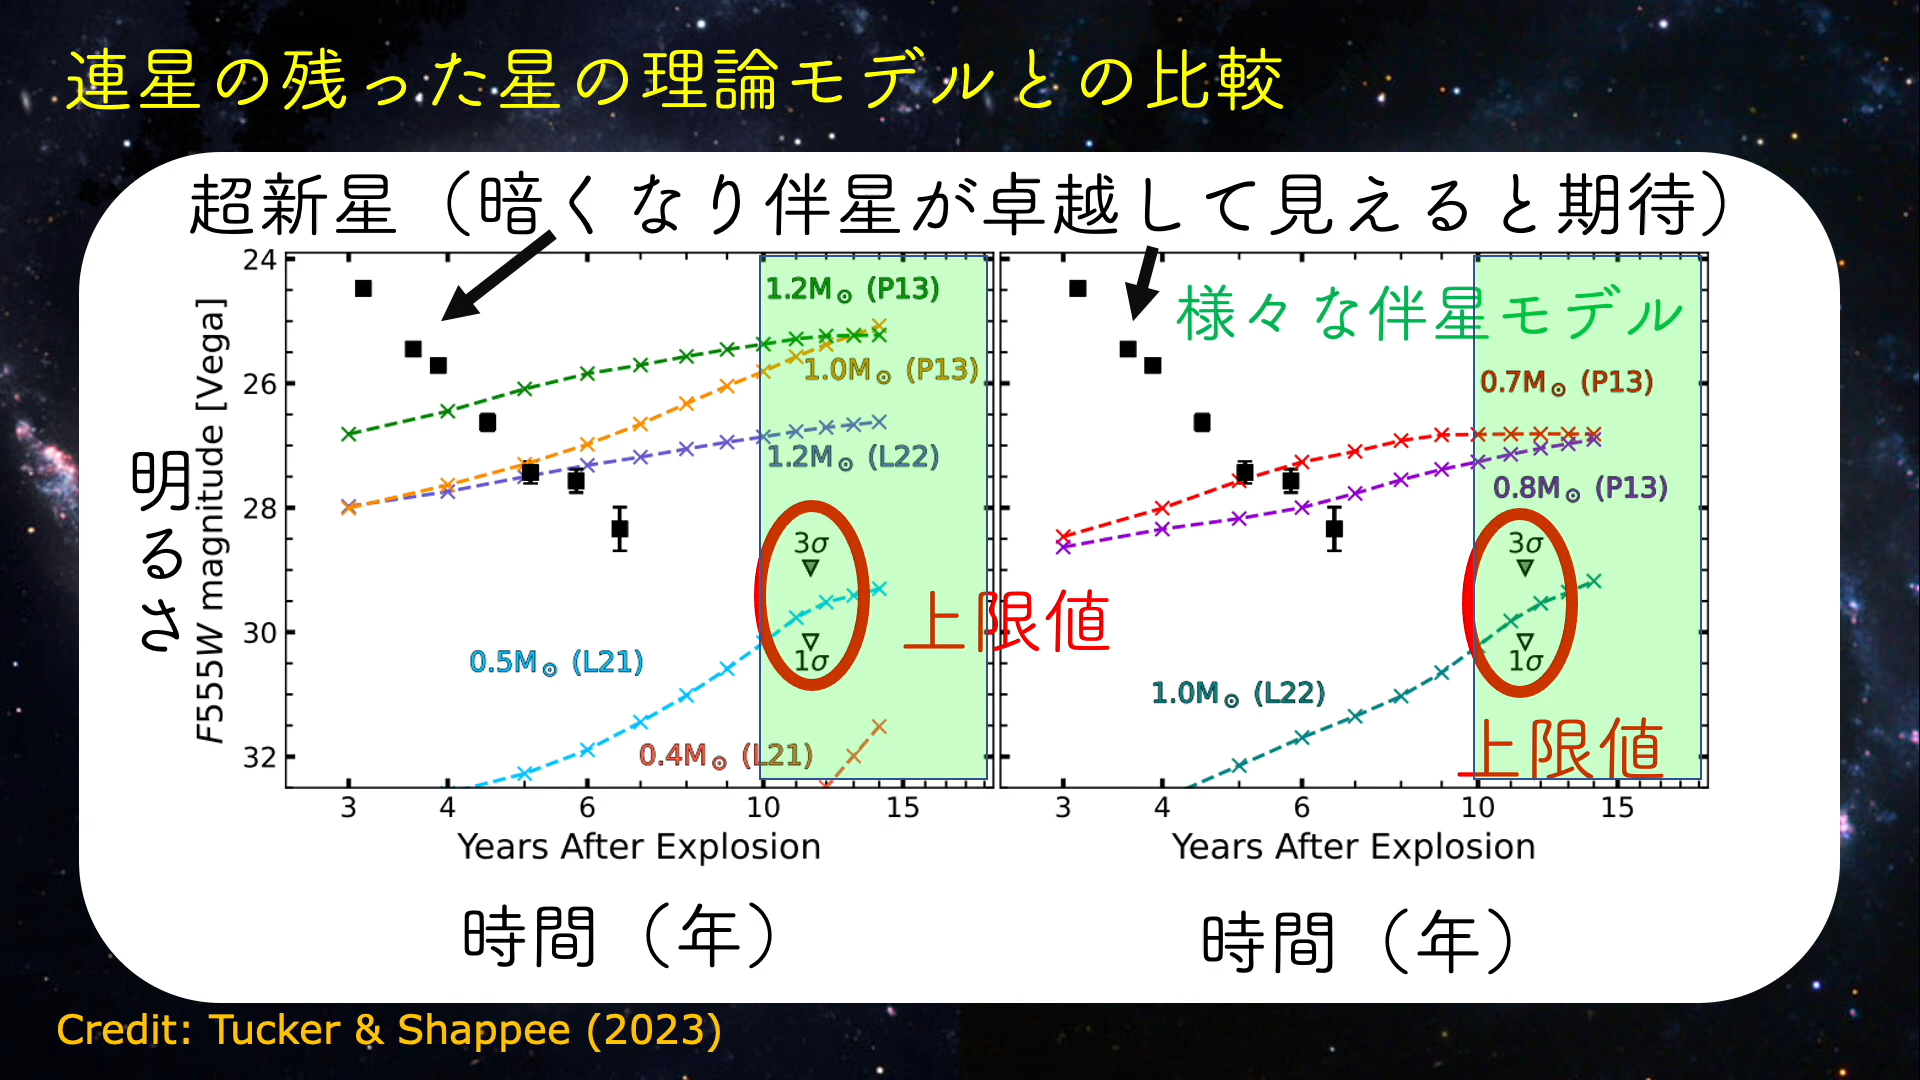 連星の残った星の理論モデルとの比較
超新星（暗くなり伴星が卓越して見えると期待）
明るさ
F555W magnitude [Vega]
24
26
28
30
32
1.2M⊙ (P13)
1.0M⊙ (P13)
1.2M⊙ (L22)
3σ
1σ
上限値
0.5M⊙ (L21)
0.4M⊙ (L21)
3
4
6
10
15
Years After Explosion
時間（年）
様々な伴星モデル
0.7M⊙ (P13)
0.8M⊙ (P13)
3σ
1σ
1.0M⊙ (L22)
上限値
3
4
6
10
15
Years After Explosion
時間（年）
Credit: Tucker & Shappee (2023)